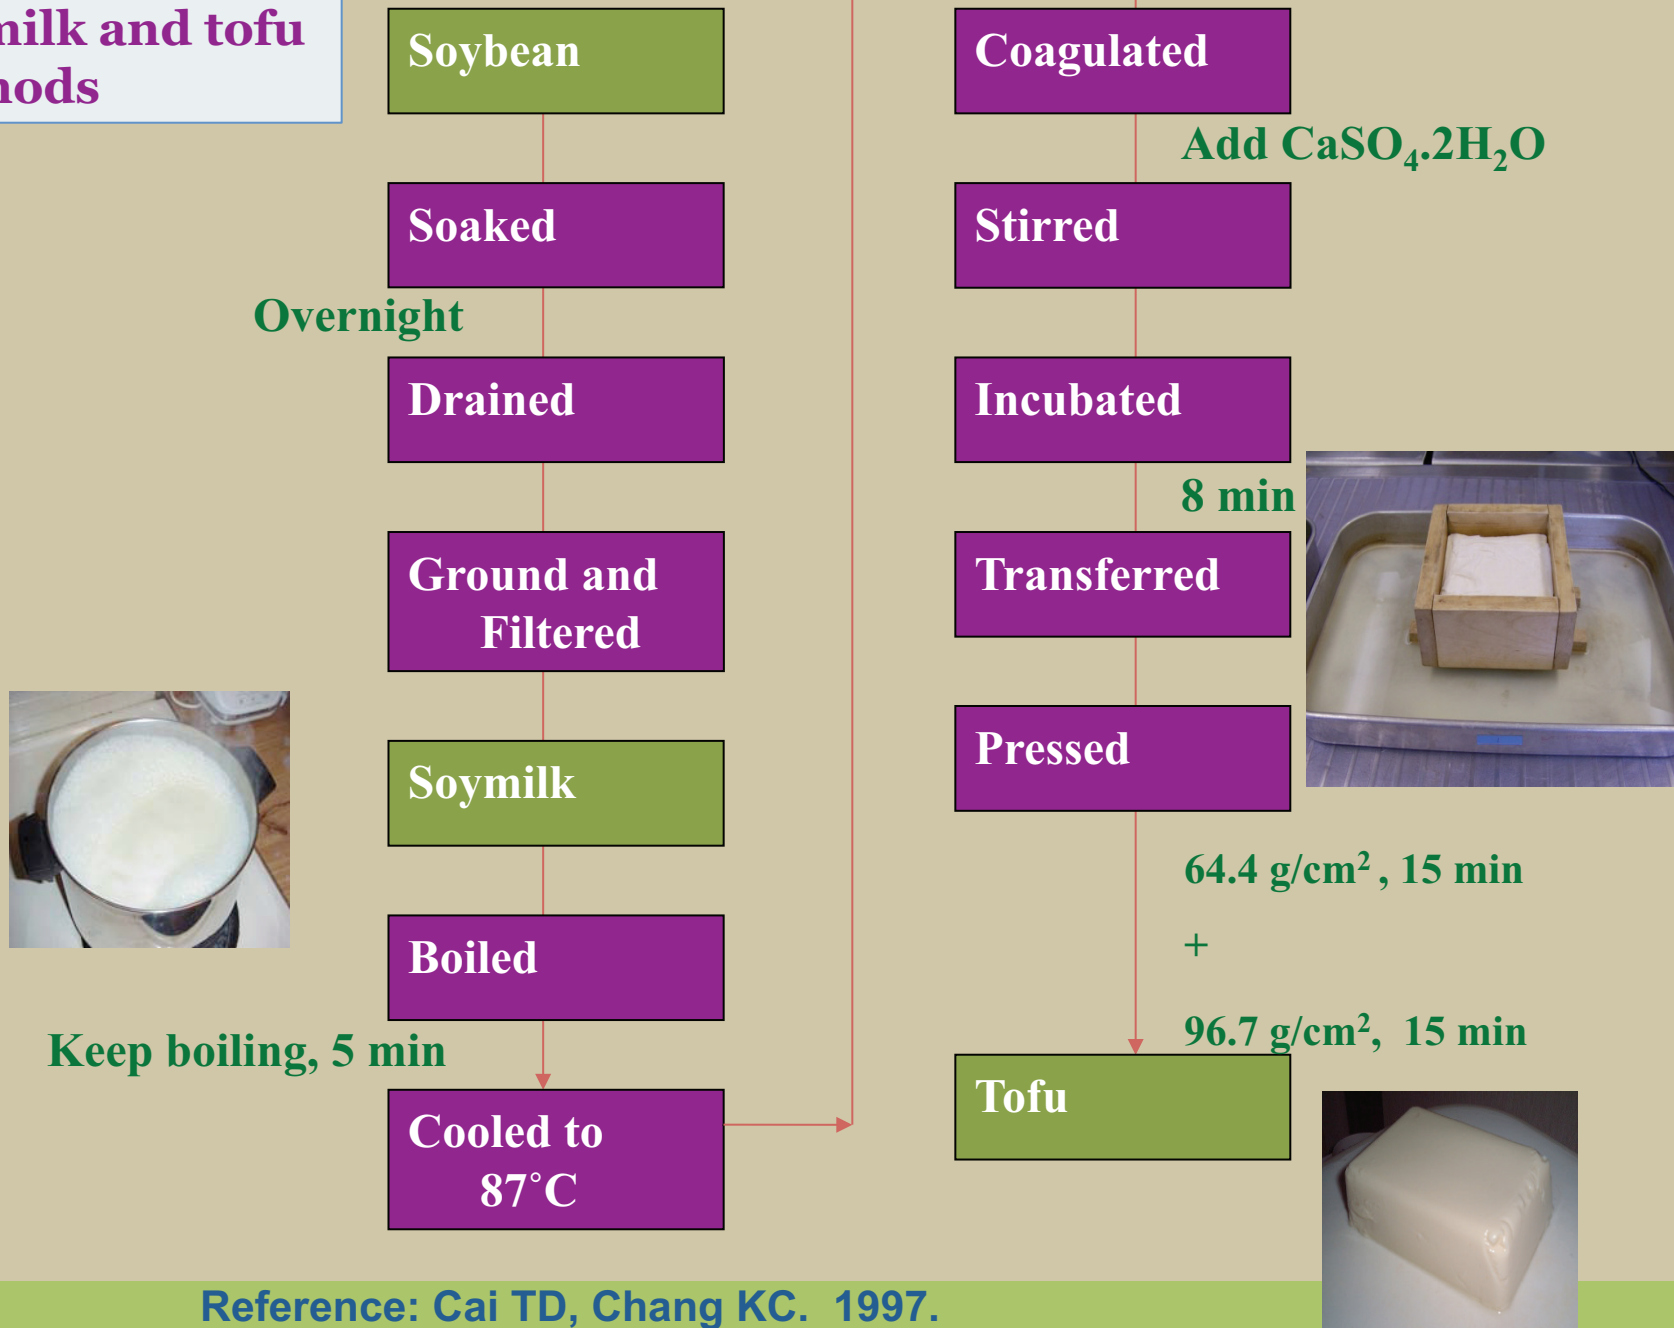 milk and tofu
hods
Soybean
Soaked
Overnight
Drained
Ground and
Filtered
Soymilk
Boiled
Keep boiling, 5 min
Cooled to
87˚C
Coagulated
Add CaSO₄.2H₂O
Stirred
Incubated
8 min
Transferred
Pressed
64.4 g/cm² , 15 min
+
96.7 g/cm², 15 min
Tofu
Reference: Cai TD, Chang KC. 1997.